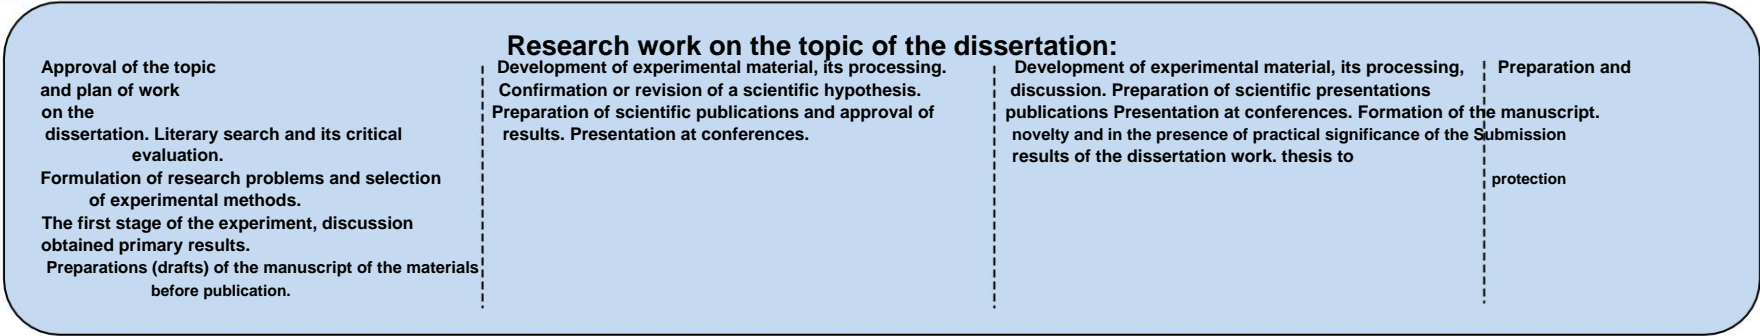 Research work on the topic of the dissertation:
Approval of the topic
and plan of work
on the
dissertation. Literary search and its critical
evaluation.
Formulation of research problems and selection
of experimental methods.
The first stage of the experiment, discussion
obtained primary results.
Preparations (drafts) of the manuscript of the materials
before publication.
Development of experimental material, its processing.
Confirmation or revision of a scientific hypothesis.
Preparation of scientific publications and approval of
results. Presentation at conferences.
Development of experimental material, its processing,
discussion. Preparation of scientific presentations
publications Presentation at conferences. Formation of the manuscript.
novelty and in the presence of practical significance of the Submission
results of the dissertation work. thesis to
Preparation and
protection